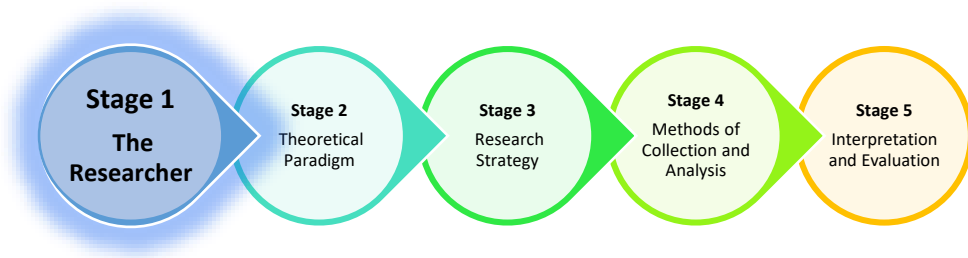 Stage 1
The
Researcher
Stage 2
Theoretical
Paradigm
Stage 3
Research
Strategy
Stage 4
Methods of
Collection and
Analysis
Stage 5
Interpretation
and Evaluation